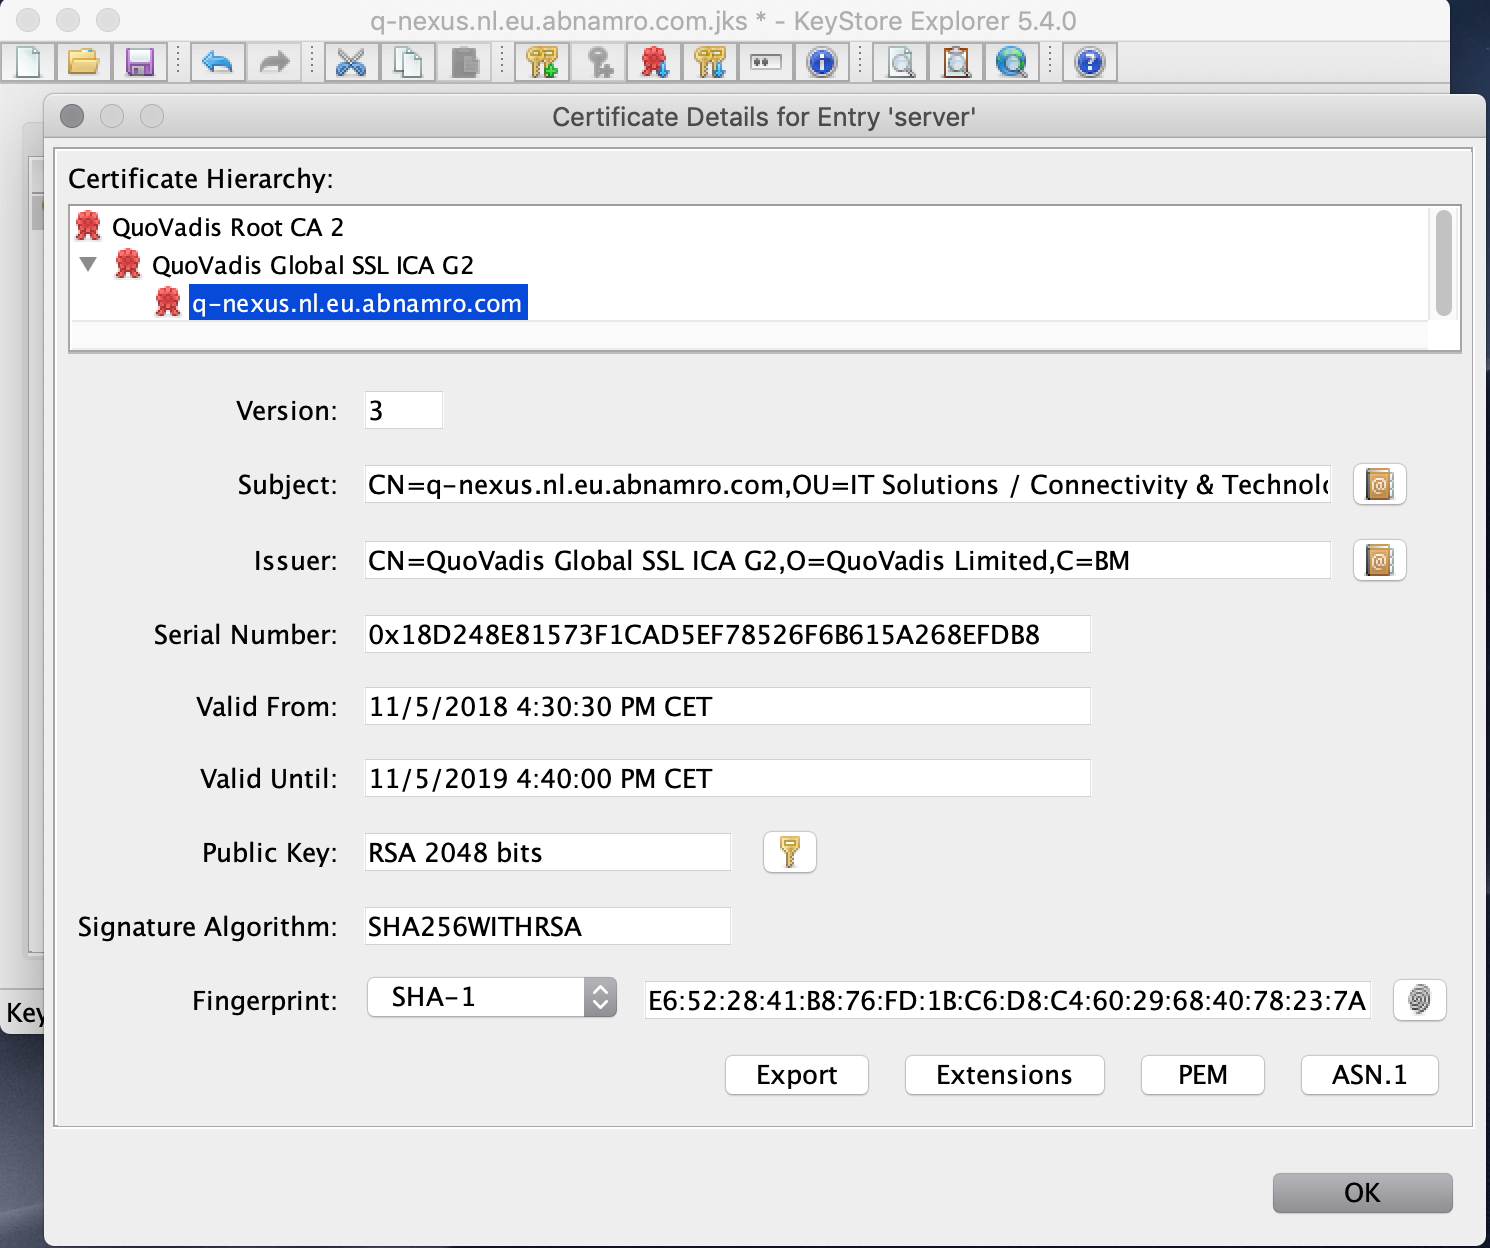 q-nexus.nl.eu.abnamro.com.jks * - KeyStore Explorer 5.4.0
Certificate Details for Entry 'server'
Certificate Hierarchy:
QuoVadis Root CA 2
QuoVadis Global SSL ICA G2
q-nexus.nl.eu.abnamro.com
Version: 3
Subject: CN=q-nexus.nl.eu.abnamro.com,OU=IT Solutions / Connectivity & Technolo
Issuer: CN=QuoVadis Global SSL ICA G2,O=QuoVadis Limited,C=BM
Serial Number: 0x18D248E81573F1CAD5EF78526F6B615A268EFDB8
Valid From: 11/5/2018 4:30:30 PM CET
Valid Until: 11/5/2019 4:40:00 PM CET
Public Key: RSA 2048 bits
Signature Algorithm: SHA256WITHRSA
Fingerprint: SHA-1 E6:52:28:41:B8:76:FD:1B:C6:D8:C4:60:29:68:40:78:23:7A
Key
Export Extensions PEM ASN.1
OK